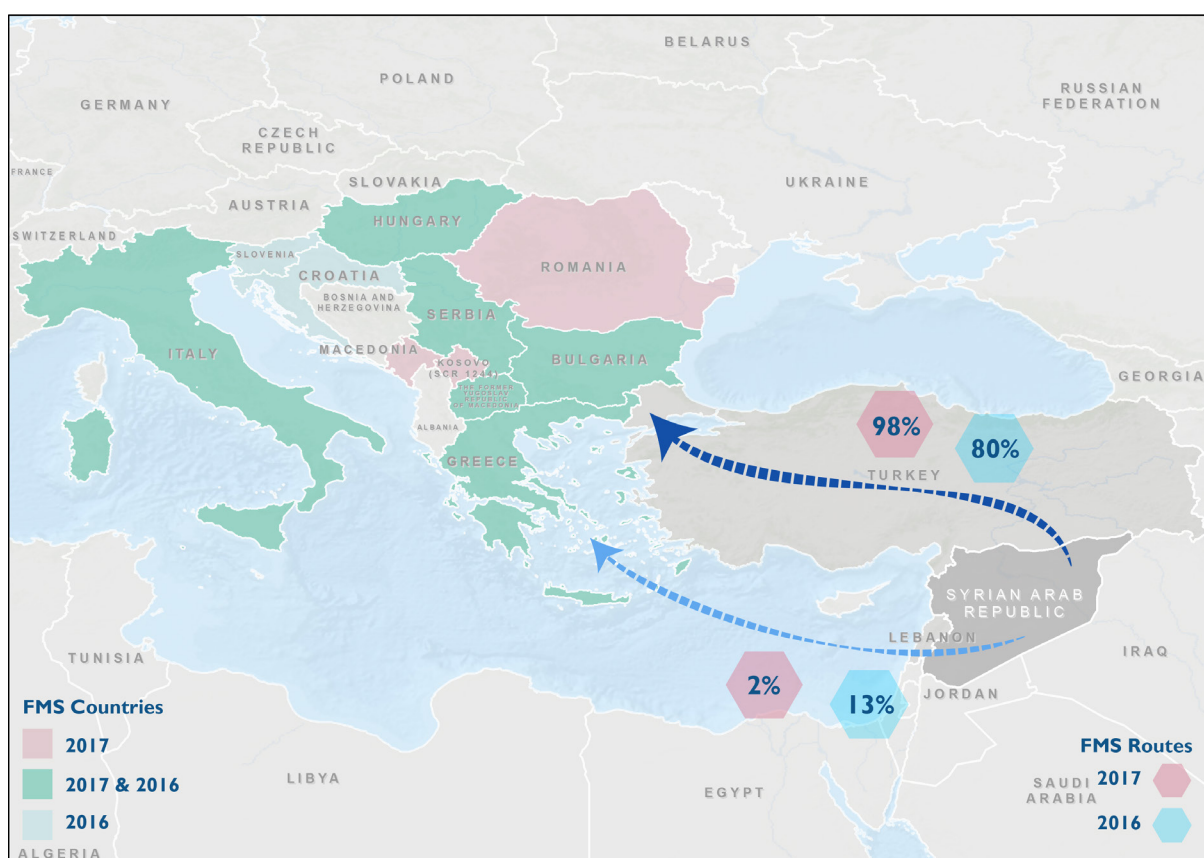 BELARUS
POLAND
GERMANY
RUSSIAN
FEDERATION
CZECH
REPUBLIC
FRANCE
SLOVAKIA
UKRAINE
AUSTRIA
HUNGARY
SWITZERLAND
SLOVENIA
CROATIA
ROMANIA
BOSNIA AND
HERZEGOVINA
SERBIA
ITALY
MACEDONIA
BULGARIA
KOSOVO
(SCR 1244)
GEORGIA
THE FORMER
YUGOSLAV
REPUBLIC
OF MACEDONIA
ALBANIA
98%
80%
GREECE
TURKEY
SYRIAN ARAB
REPUBLIC
LEBANON
IRAQ
TUNISIA
2%
13%
JORDAN
FMS Countries
2017
2017 & 2016
2016
LIBYA
EGYPT
SAUDI
ARABIA
FMS Routes
2017
2016
ALGERIA